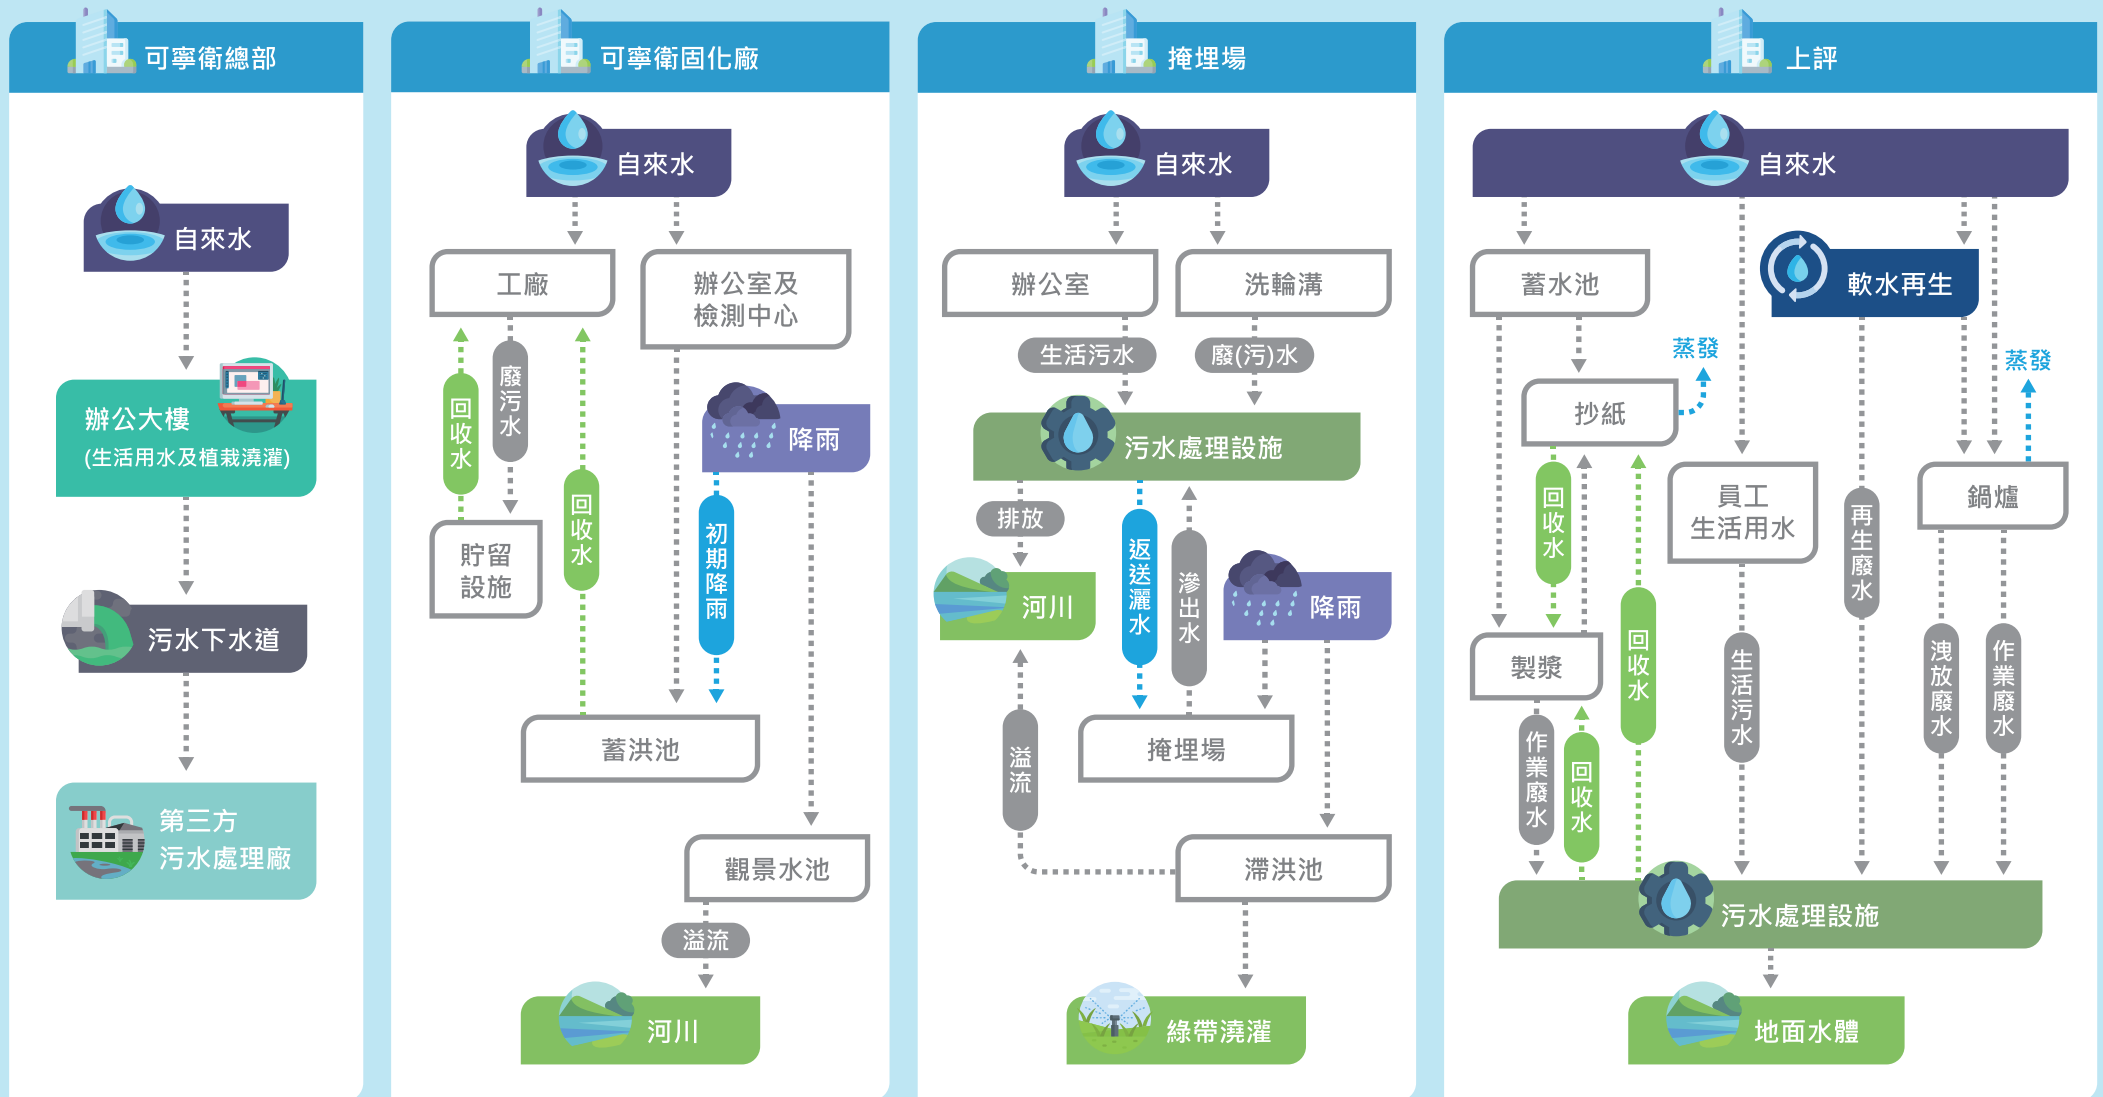 可寧衛總部
自來水
辦公大樓
(生活用水及植栽澆灌)
污水下水道
第三方
污水處理廠
可寧衛固化廠
自來水
工廠
辦公室及
檢測中心
回收水
廢污水
回收水
降雨
初期降雨
貯留
設施
蓄洪池
觀景水池
溢流
河川
掩埋場
自來水
辦公室
洗輪溝
生活污水
廢(污)水
污水處理設施
排放
河川
返送灑水
滲出水
降雨
溢流
掩埋場
滯洪池
綠帶澆灌
上評
自來水
蓄水池
軟水再生
蒸發
蒸發
抄紙
員工
生活用水
鍋爐
回收水
再生廢水
製漿
回收水
生活污水
洩放廢水
作業廢水
作業廢水
回收水
污水處理設施
地面水體